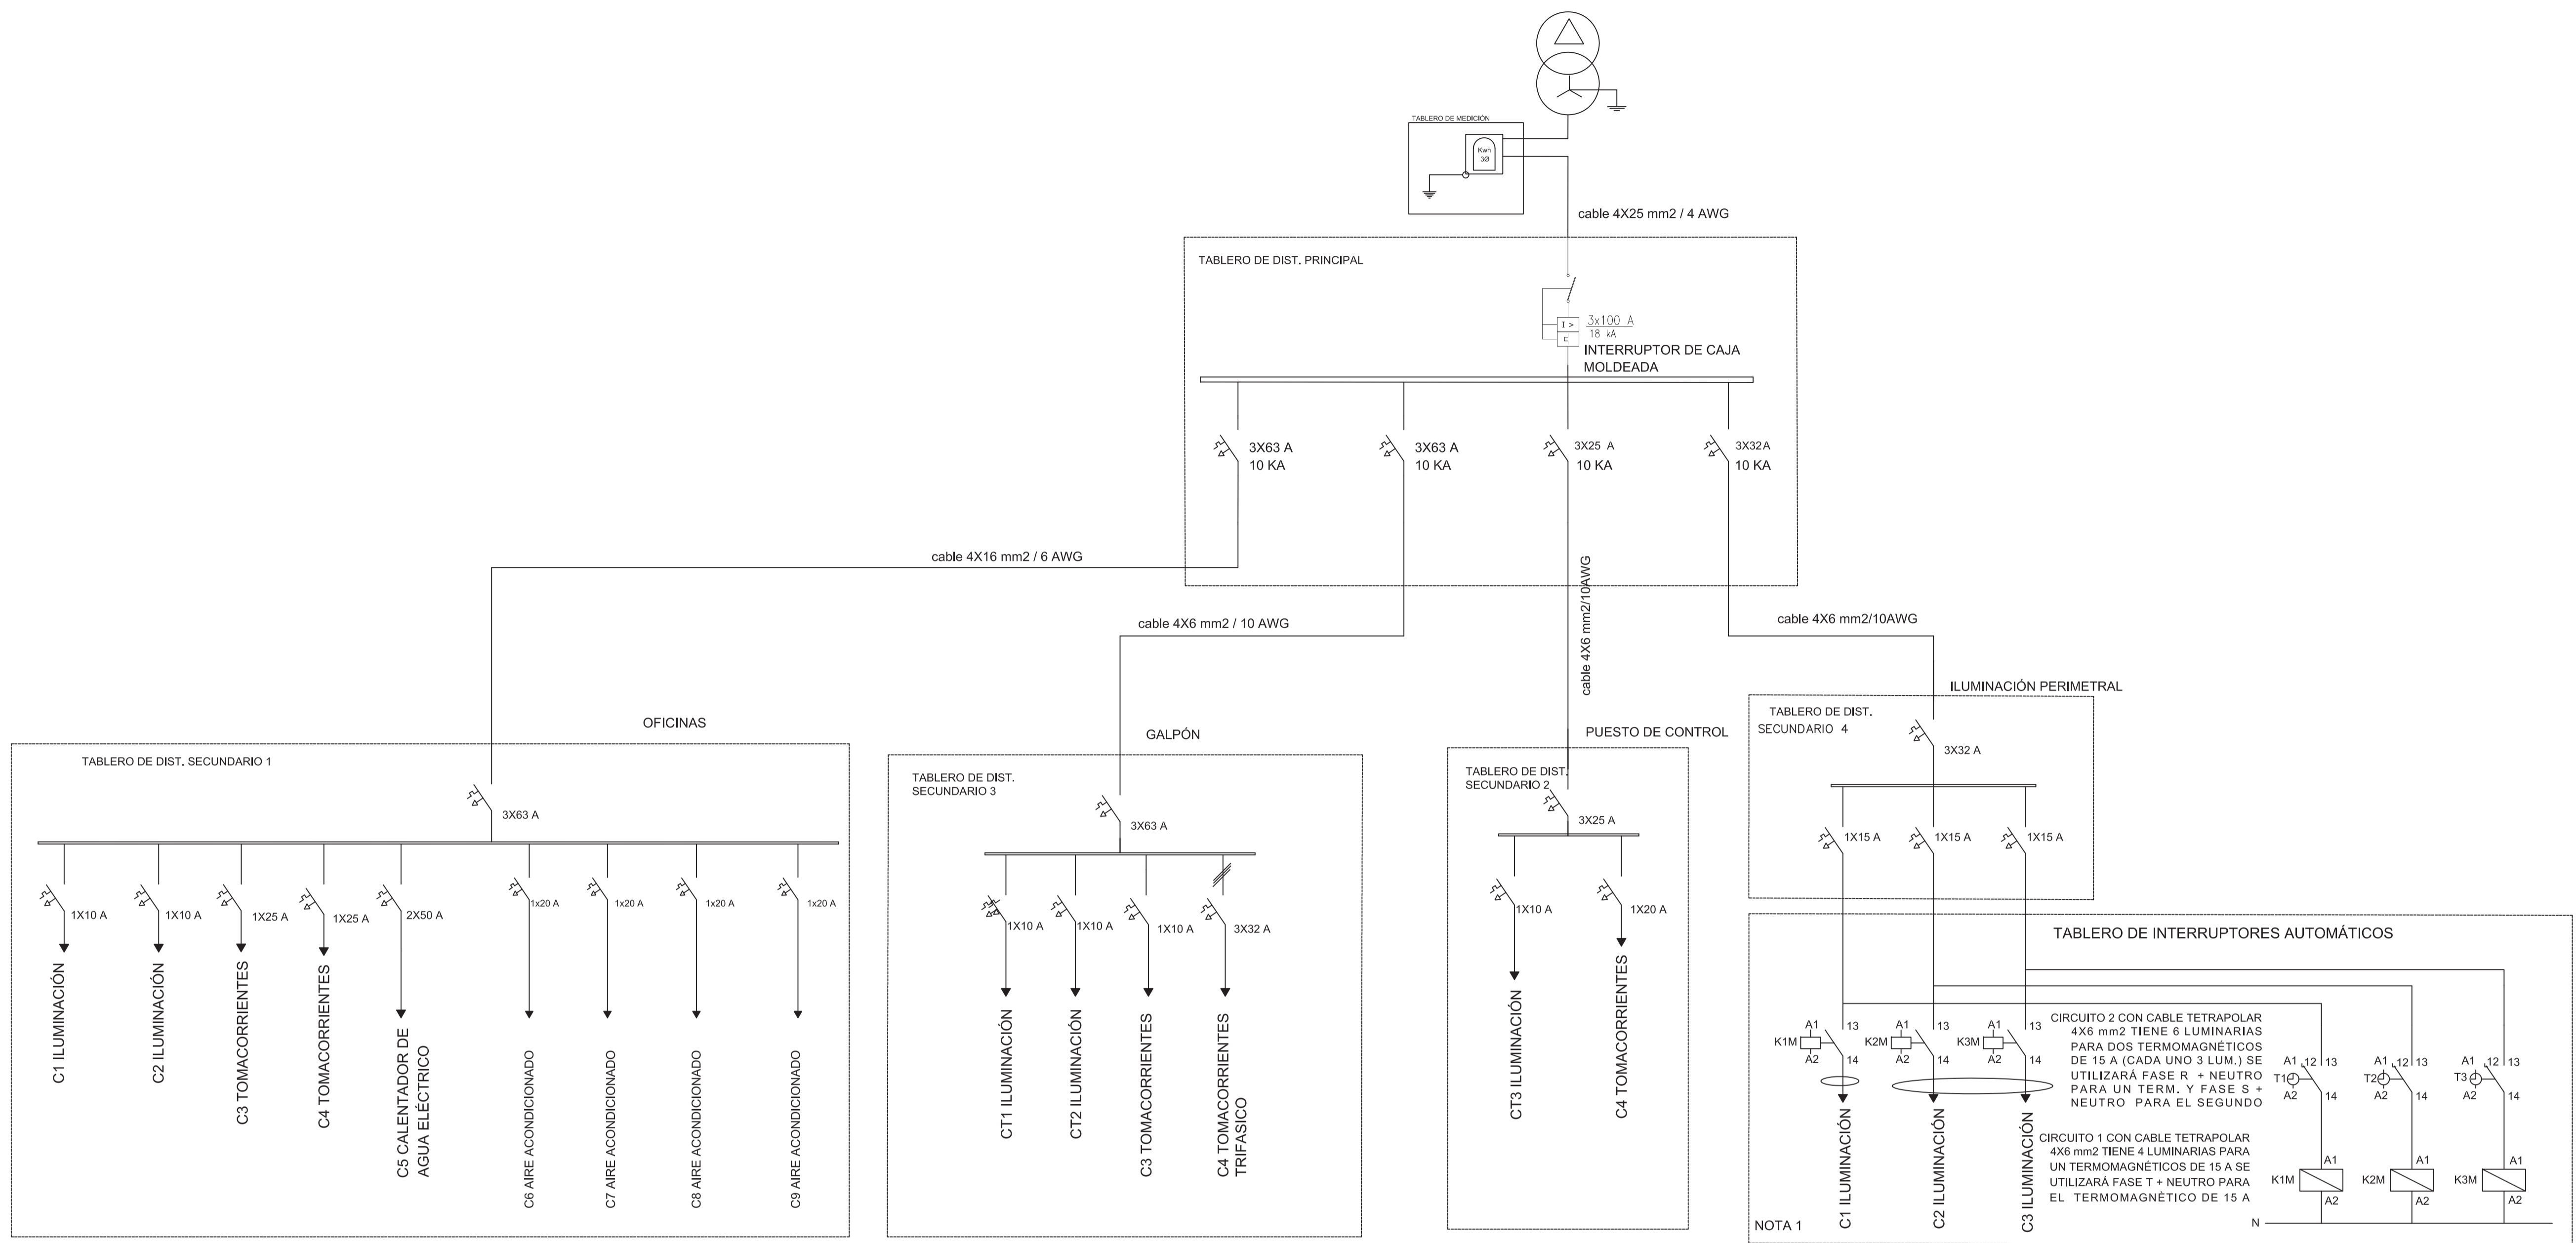 TABLERO DE MEDICIÓN
Kwh
3Ø
cable 4X25 mm2 / 4 AWG
TABLERO DE DIST. PRINCIPAL
I >
3x100 A
18 kA
INTERRUPTOR DE CAJA
MOLDEADA
3X63 A
10 KA
3X63 A
10 KA
3X25 A
10 KA
3X32A
10 KA
cable 4X16 mm2 / 6 AWG
cable 4X6 mm2 / 10 AWG
cable 4X6 mm2/10AWG
cable 4X6 mm2/10AWG
OFICINAS
TABLERO DE DIST. SECUNDARIO 1
3X63 A
1X10 A
1X10 A
1X25 A
1X25 A
2X50 A
1x20 A
1x20 A
1x20 A
1x20 A
C1 ILUMINACIÓN
C2 ILUMINACIÓN
C3 TOMACORRIENTES
C4 TOMACORRIENTES
C5 CALENTADOR DE
AGUA ELÉCTRICO
C6 AIRE ACONDICIONADO
C7 AIRE ACONDICIONADO
C8 AIRE ACONDICIONADO
C9 AIRE ACONDICIONADO
GALPÓN
TABLERO DE DIST.
SECUNDARIO 3
3X63 A
1X10 A
1X10 A
1X10 A
3X32 A
CT1 ILUMINACIÓN
CT2 ILUMINACIÓN
C3 TOMACORRIENTES
C4 TOMACORRIENTES
TRIFASICO
PUESTO DE CONTROL
TABLERO DE DIST.
SECUNDARIO 2
3X25 A
1X10 A
1X20 A
CT3 ILUMINACIÓN
C4 TOMACORRIENTES
ILUMINACIÓN PERIMETRAL
TABLERO DE DIST.
SECUNDARIO 4
3X32 A
1X15 A
1X15 A
1X15 A
TABLERO DE INTERRUPTORES AUTOMÁTICOS
A1
13
K1M
A2
14
A1
13
K2M
A2
14
A1
13
K3M
A2
14
C1 ILUMINACIÓN
C2 ILUMINACIÓN
C3 ILUMINACIÓN
CIRCUITO 2 CON CABLE TETRAPOLAR
4X6 mm2 TIENE 6 LUMINARIAS
PARA DOS TERMOMAGNÉTICOS
DE 15 A (CADA UNO 3 LUM,) SE
UTILIZARÁ FASE R + NEUTRO
PARA UN TERM. Y FASE S +
NEUTRO PARA EL SEGUNDO
CIRCUITO 1 CON CABLE TETRAPOLAR
4X6 mm2 TIENE 4 LUMINARIAS PARA
UN TERMOMAGNÉTICOS DE 15 A SE
UTILIZARÁ FASE T + NEUTRO PARA
EL TERMOMAGNÉTICO DE 15 A
A1
12
13
T1
A2
14
A1
12
13
T2
A2
14
A1
12
13
T3
A2
14
K1M
A1
A2
K2M
A1
A2
K3M
A1
A2
N
NOTA 1